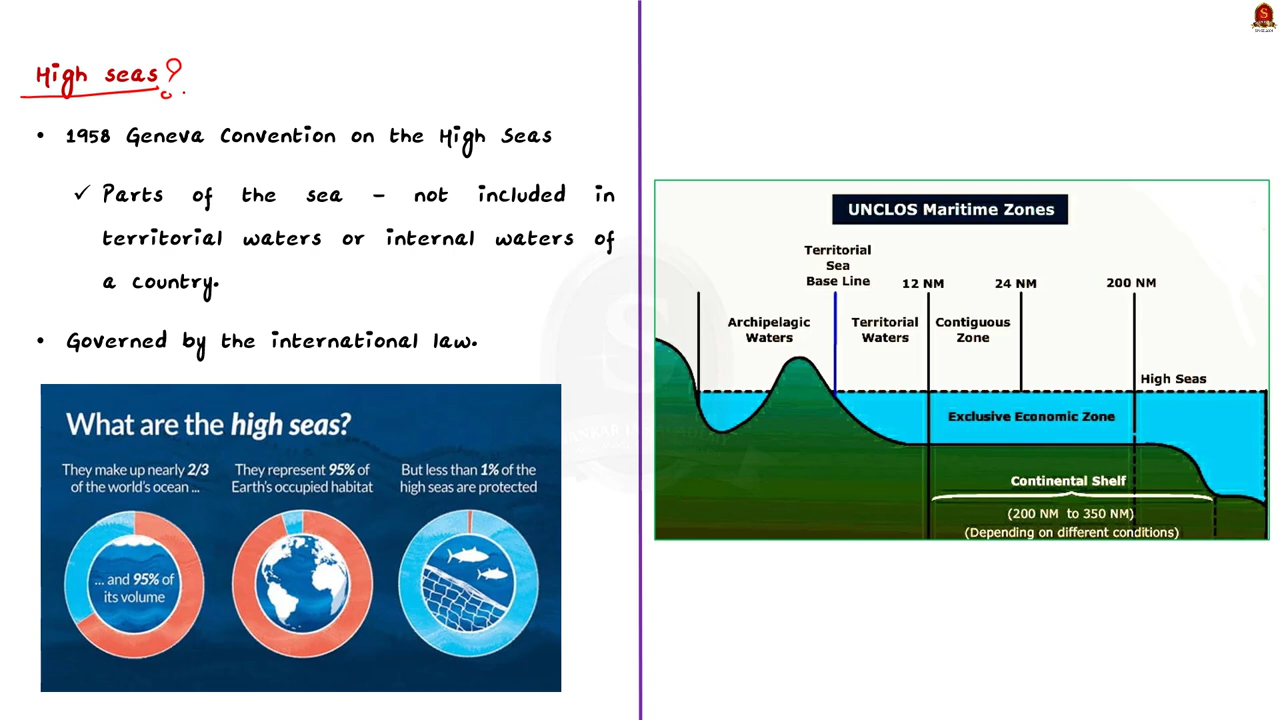 High seas?
• 1958 Geneva Convention on the High Seas
✓ Parts of the sea – not included in
territorial waters or internal waters of
a country.
• Governed by the international law.
What are the high seas?
They make up nearly 2/3
of the world's ocean ...
... and 95% of
its volume
They represent 95% of
Earth's occupied habitat
But less than 1% of the
high seas are protected
UNCLOS Maritime Zones
Territorial
Sea
Base Line
12 NM
24 NM
200 NM
Archipelagic
Waters
Territorial
Waters
Contiguous
Zone
High Seas
Exclusive Economic Zone
Continental Shelf
(200 NM to 350 NM)
(Depending on different conditions)